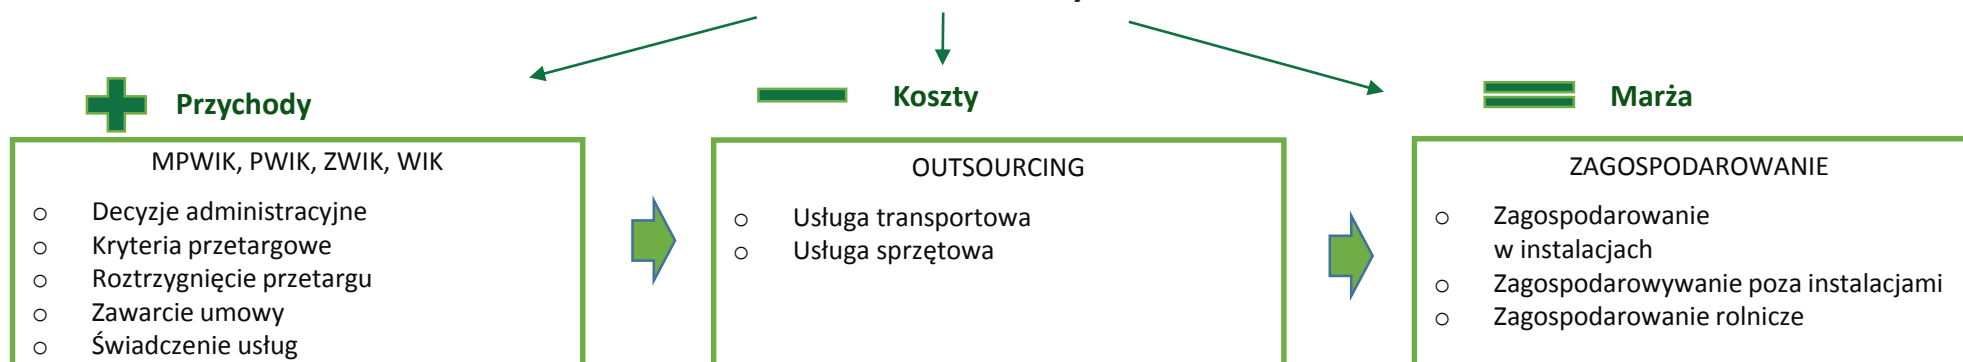 Przychody
MPWIK, PWIK, ZWIK, WIK
o Decyzje administracyjne
o Kryteria przetargowe
o Roztrzygnięcie przetargu
o Zawarcie umowy
o Świadczenie usług
Koszty
OUTSOURCING
o Usługa transportowa
o Usługa sprzętowa
Marża
ZAGOSPODAROWANIE
o Zagospodarowanie
w instalacjach
o Zagospodarowywanie poza instalacjami
o Zagospodarowanie rolnicze